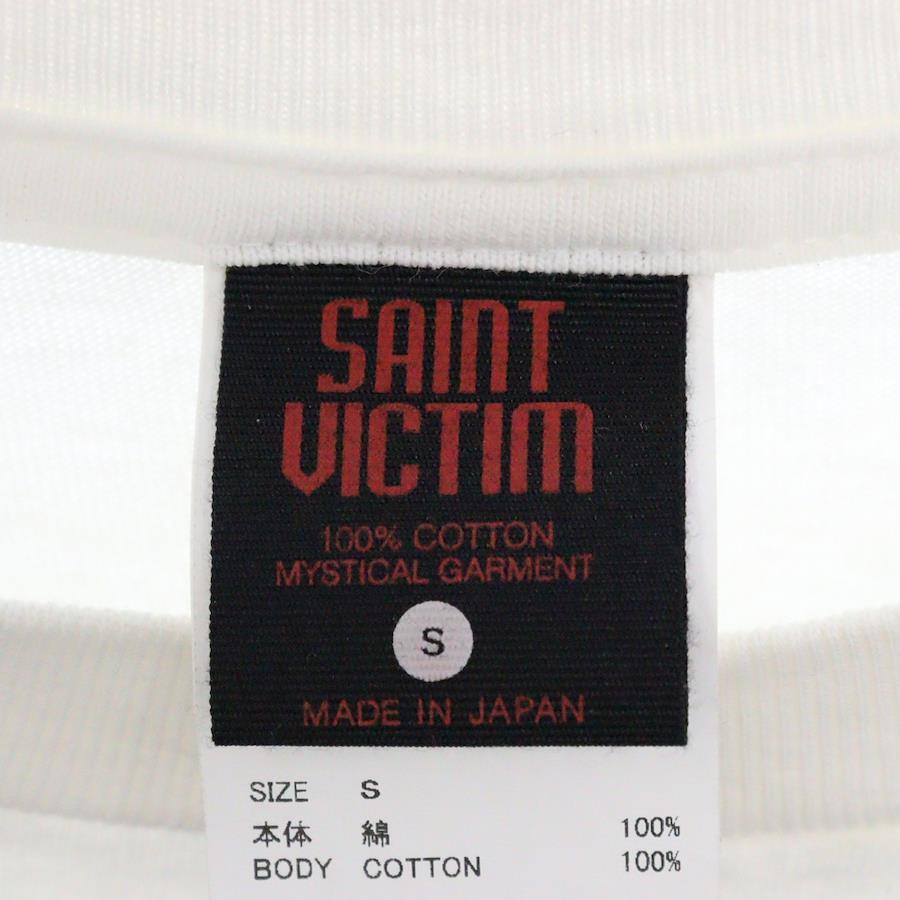 SAINT
VICTIM
100% COTTON
MYSTICAL GARMENT
S
MADE IN JAPAN
SIZE S
本体 綿 100%
BODY COTTON 100%